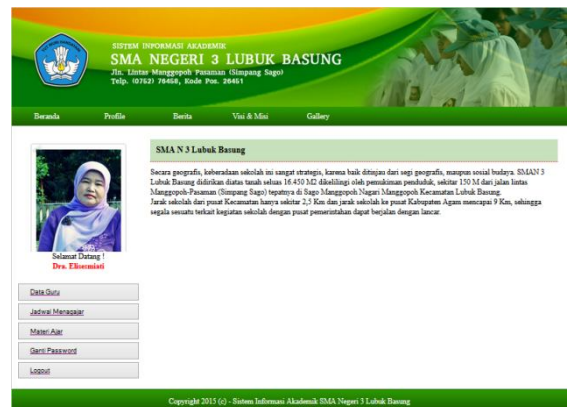 SISTEM INFORMASI AKADEMIK
SMA NEGERI 3 LUBUK BASUNG
Jln. Lintas Manggopoh Pasaman (Simpang Sago)
Telp. (0752) 76458, Kode Pos. 26451
Beranda Profile Berita Visi & Misi Gallery
SMA N 3 Lubuk Basung
Secara geografis, keberadaan sekolah ini sangat strategis, karena baik ditinjau dari segi geografis, maupun sosial budaya. SMAN 3
Lubuk Basung didirikan diatas tanah seluas 16.450 M2 dikelilingi oleh pemukiman penduduk, sekitar 150 M dari jalan lintas
Manggopoh-Pasaman (Simpang Sago) tepatnya di Sago Manggopoh Nagari Manggopoh Kecamatan Lubuk Basung.
Jarak sekolah dari pusat Kecamatan hanya sekitar 2,5 Km dan jarak sekolah ke pusat Kabupaten Agam mencapai 9 Km, sehingga
segala sesuatu terkait kegiatan sekolah dengan pusat pemerintahan dapat berjalan dengan lancar.
Selamat Datang !
Dra. Elisesmiati
Data Guru
Jadwal Menagajar
Materi Ajar
Ganti Password
Logout
Copyright 2015 (c) - Sistem Informasi Akademik SMA Negeri 3 Lubuk Basung